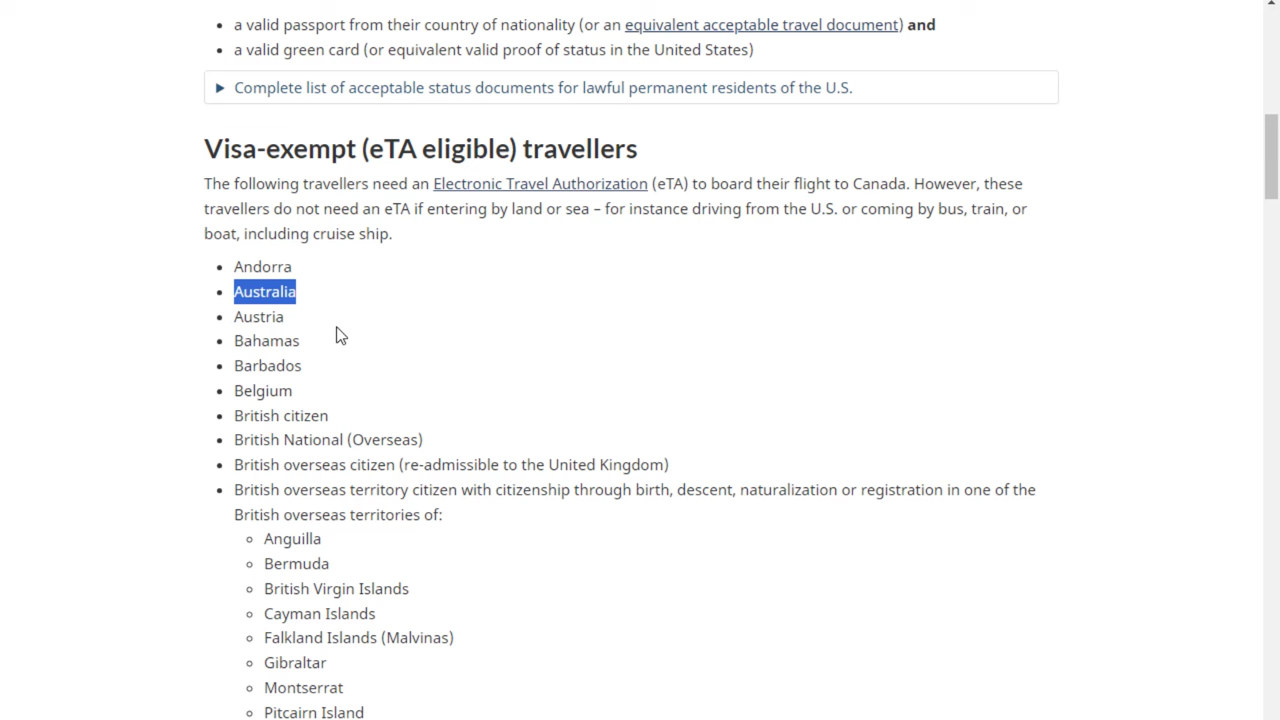 a valid passport from their country of nationality (or an equivalent acceptable travel document) and
a valid green card (or equivalent valid proof of status in the United States)
Complete list of acceptable status documents for lawful permanent residents of the U.S.
Visa-exempt (eTA eligible) travellers
The following travellers need an Electronic Travel Authorization (eTA) to board their flight to Canada. However, these
travellers do not need an eTA if entering by land or sea – for instance driving from the U.S. or coming by bus, train, or
boat, including cruise ship.
Andorra
Australia
Austria
Bahamas
Barbados
Belgium
British citizen
British National (Overseas)
British overseas citizen (re-admissible to the United Kingdom)
British overseas territory citizen with citizenship through birth, descent, naturalization or registration in one of the
British overseas territories of:
Anguilla
Bermuda
British Virgin Islands
Cayman Islands
Falkland Islands (Malvinas)
Gibraltar
Montserrat
Pitcairn Island